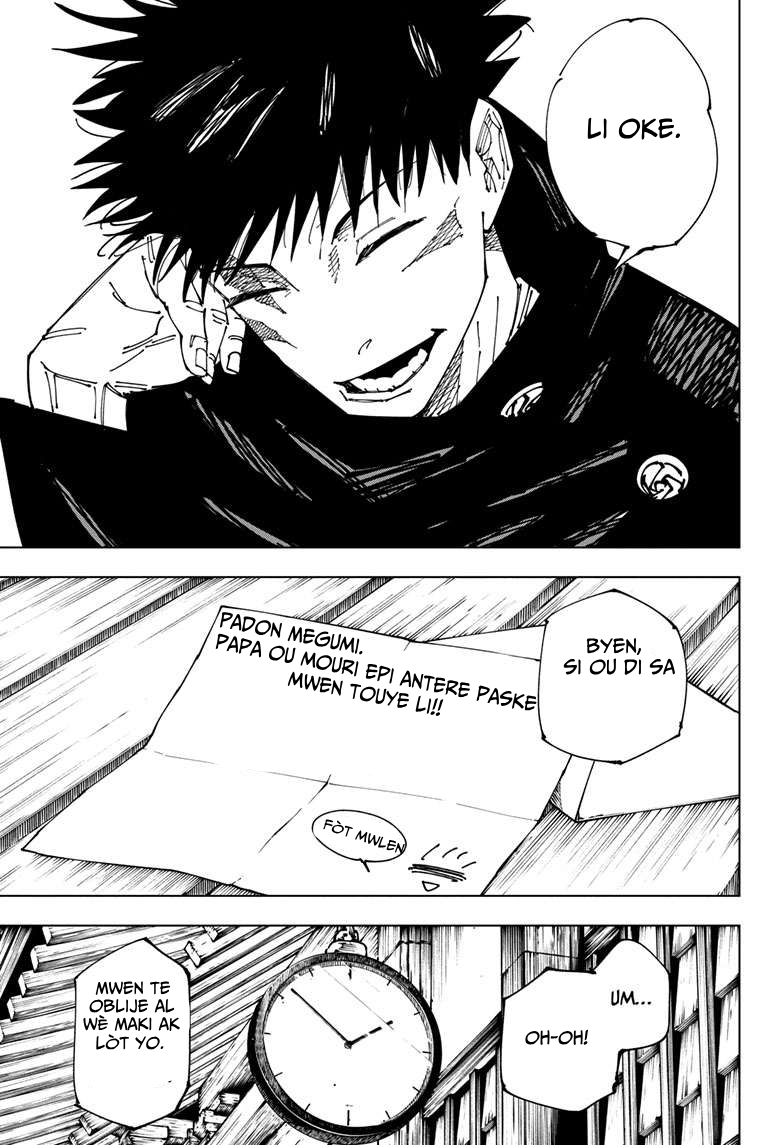 LI OKE.
BYEN,
SI OU DI SA
PADON MEGUMI.
PAPA OU MOURI EPI ANTERE PASKE
MWEN TOUYE LI!!
FÒT MWLEN
UM...
OH-OH!
MWEN TE
OBLIJE AL
WÈ MAKI AK
LÒT YO.